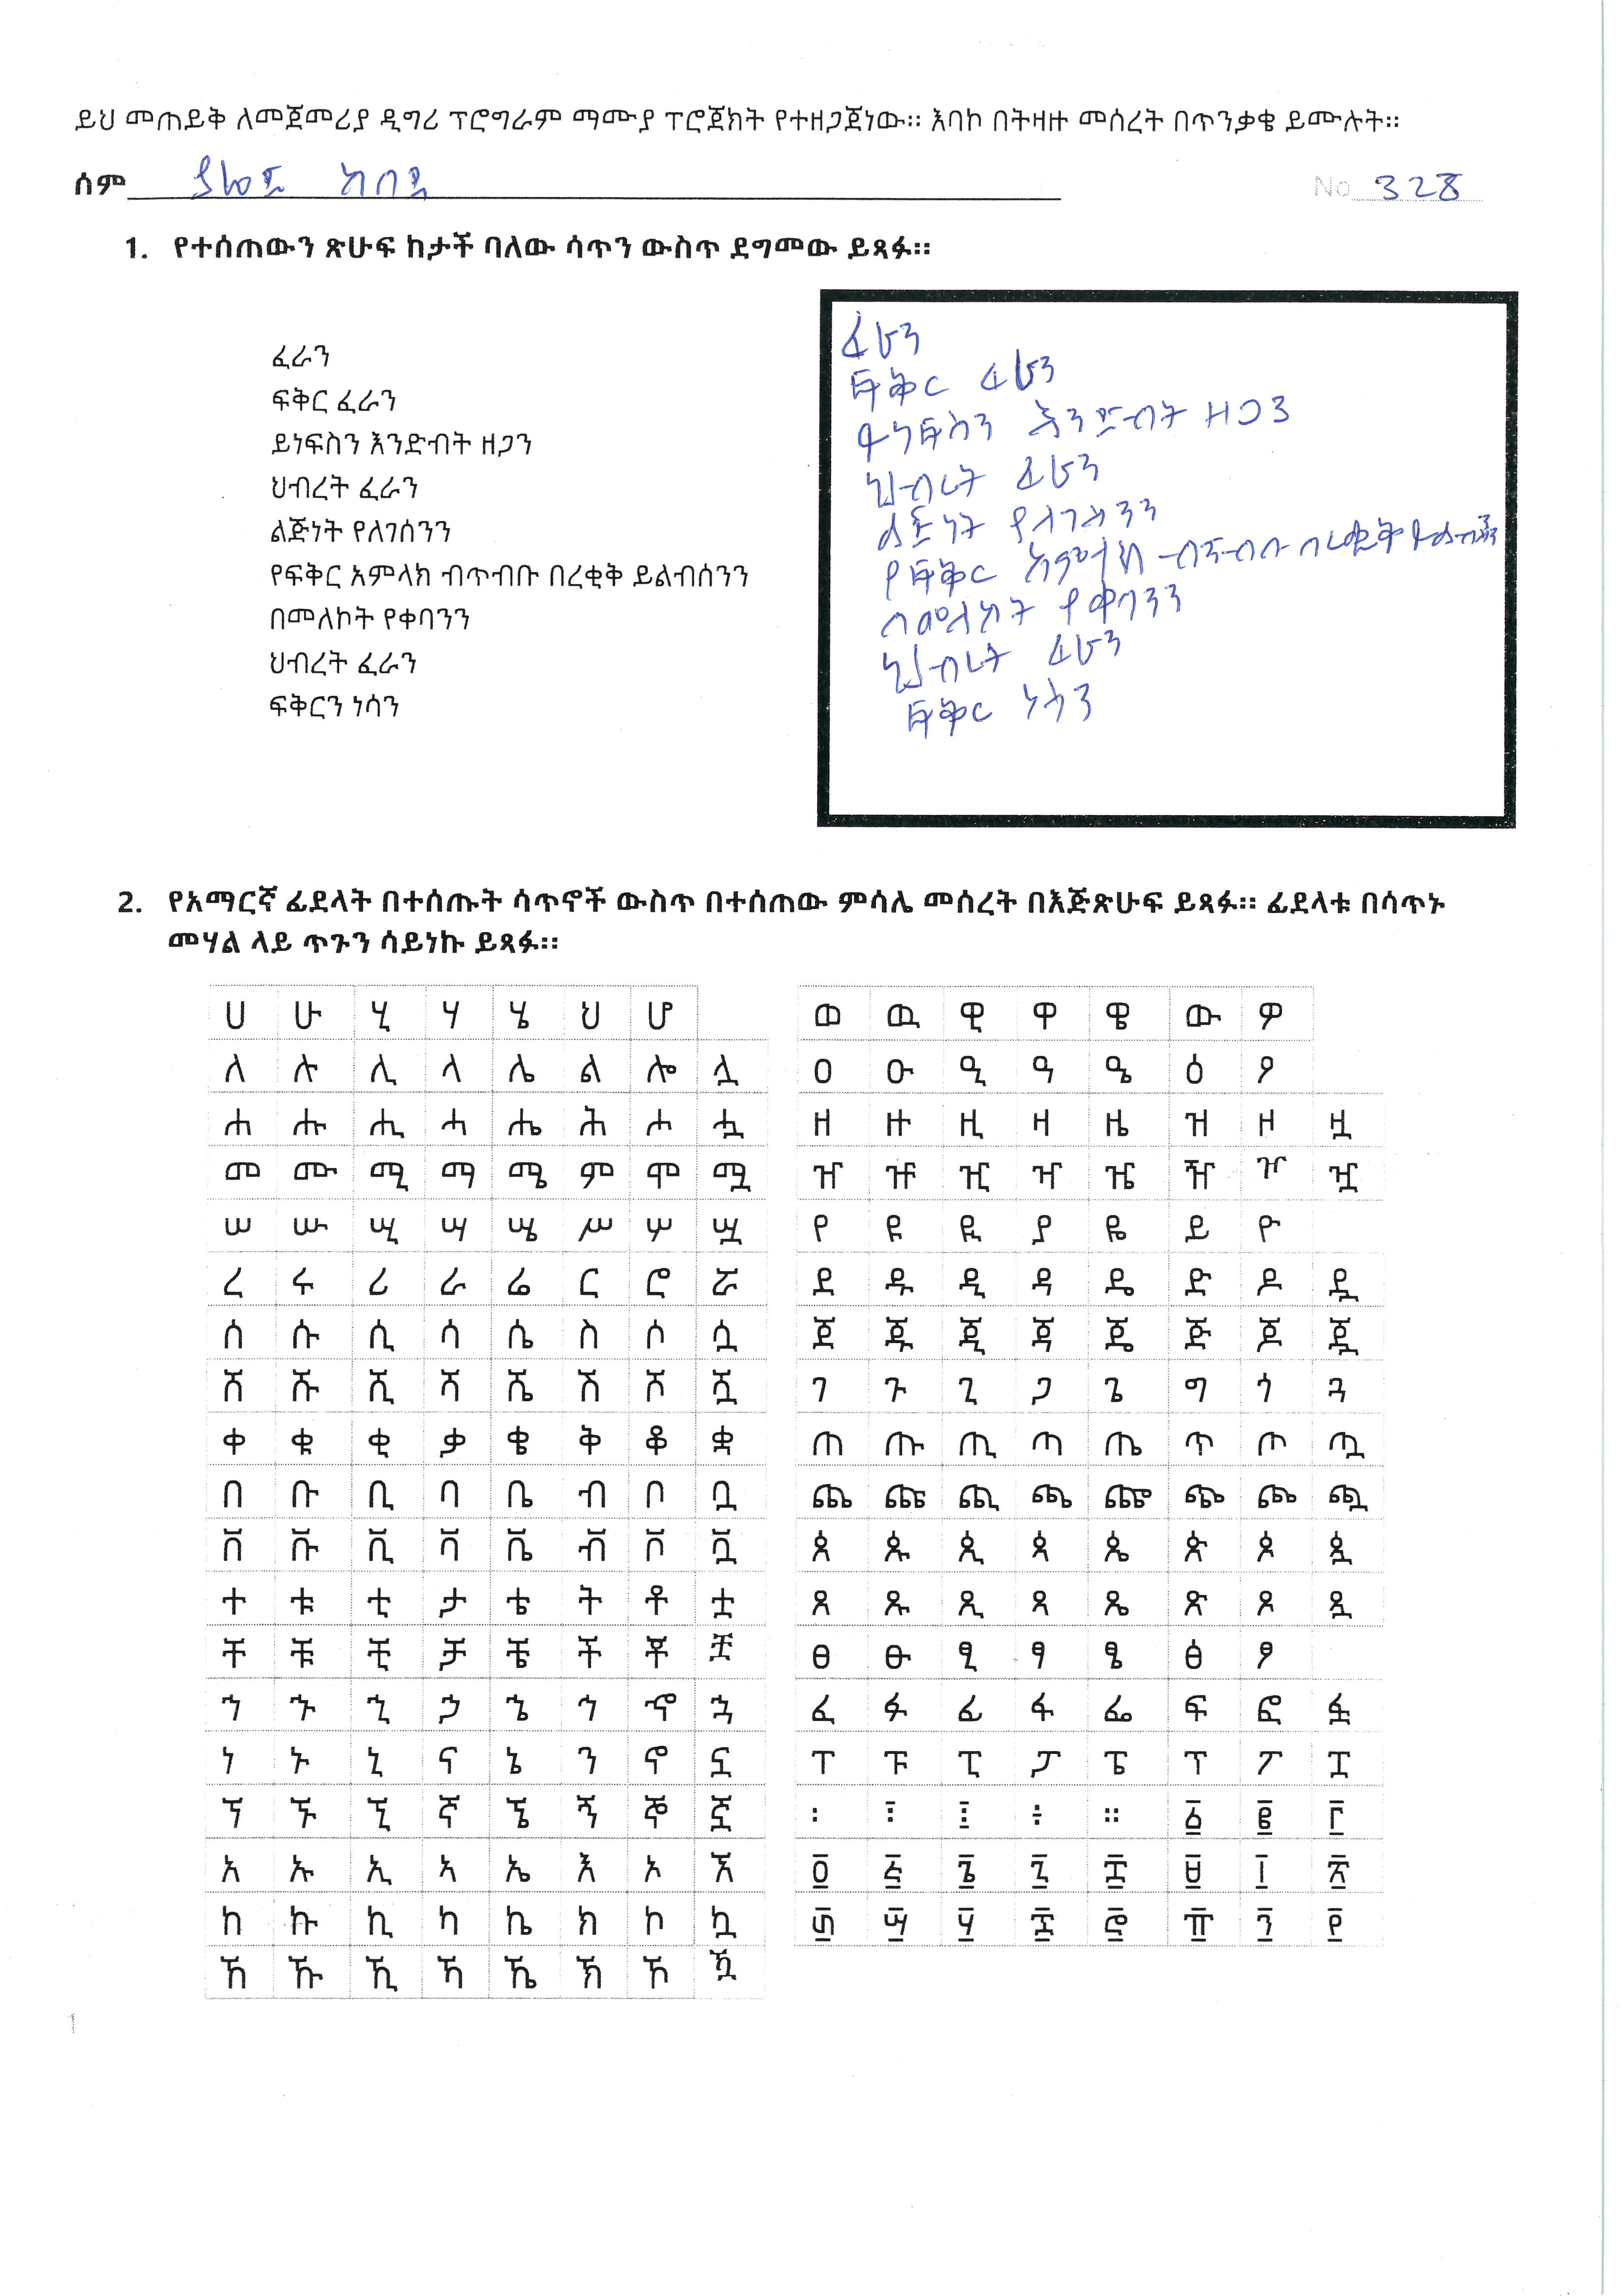 ይህ መጠይቅ ለመጀመሪያ ዲግሪ ፕሮግራም ማሙያ ፕሮጀክት የተዘጋጀነው። እባኮ በትዛዙ መሰረት በጥንቃቄ ይሙሉት።
ስም አበደ
No 328
1. የተሰጠውን ጽሁፍ ከታች ባለው ሳጥን ውስጥ ደግመው ይጻፉ።
ፈራን
ፍቅር ፈራን
ይነፍስን እንድብት ዘጋን
ህብረት ፈራን
ልጅነት የለገሰንን
የፍቅር አምላክ ብጥብቡ በረቂቅ ይልብሰንን
በመለኮት የቀባንን
ህብረት ፈራን
ፍቅርን ነሳን
ፈራን
ፍቅር ፈራን
ይነፍስን እንድብት ዘጋን
ህብረት ፈራን
ልጅነት የለገሰንን
የፍቅር አምላክ ብጥብቡ በረቂቅ ይልብሰንን
በመለኮት የቀባንን
ህብረት ፈራን
ፍቅር ነሳን
2. የአማርኛ ፊደላት በተሰጡት ሳጥኖች ውስጥ በተሰጠው ምሳሌ መሰረት በእጅጽሁፍ ይጻፉ። ፊደላቱ በሳጥኑ
መሃል ላይ ጥጉን ሳይነኩ ይጻፉ።
ሀ ሁ ሂ ሃ ሄ ህ ሆ
ለ ሉ ሊ ላ ሌ ል ሎ ሏ
ሐ ሑ ሒ ሓ ሔ ሕ ሖ ሗ
መ ሙ ሚ ማ ሜ ም ሞ ሟ
ሠ ሡ ሢ ሣ ሤ ሥ ሦ ሧ
ረ ሩ ሪ ራ ሬ ር ሮ ሯ
ሰ ሱ ሲ ሳ ሴ ስ ሶ ሷ
ሸ ሹ ሺ ሻ ሼ ሽ ሾ ሿ
ቀ ቁ ቂ ቃ ቄ ቅ ቆ ቋ
በ ቡ ቢ ባ ቤ ብ ቦ ቧ
ቨ ቩ ቪ ቫ ቬ ቭ ቮ ቯ
ተ ቱ ቲ ታ ቴ ት ቶ ቷ
ቸ ቹ ቺ ቻ ቼ ች ቾ ቿ
ኀ ኁ ኂ ኃ ኄ ኅ ኆ ኋ
ነ ኑ ኒ ና ኔ ን ኖ ኗ
ኘ ኙ ኚ ኛ ኜ ኝ ኞ ኟ
አ ኡ ኢ ኣ ኤ እ ኦ ኧ
ከ ኩ ኪ ካ ኬ ክ ኮ ኳ
ኸ ኹ ኺ ኻ ኼ ኽ ኾ ዃ
ወ ዉ ዊ ዋ ዌ ው ዎ
ዐ ዑ ዒ ዓ ዔ ዕ ዖ
ዘ ዙ ዚ ዛ ዜ ዝ ዞ ዟ
ዠ ዡ ዢ ዣ ዤ ዥ ዦ ዧ
የ ዩ ዪ ያ ዬ ይ ዮ
ደ ዱ ዲ ዳ ዴ ድ ዶ ዷ
ጀ ጁ ጂ ጃ ጄ ጅ ጆ ጇ
ገ ጉ ጊ ጋ ጌ ግ ጎ ጓ
ጠ ጡ ጢ ጣ ጤ ጥ ጦ ጧ
ጨ ጩ ጪ ጫ ጬ ጭ ጮ ጯ
ጰ ጱ ጲ ጳ ጴ ጵ ጶ ጷ
ጸ ጹ ጺ ጻ ጼ ጽ ጾ ጿ
ፀ ፁ ፂ ፃ ፄ ፅ ፆ
ፈ ፉ ፊ ፋ ፌ ፍ ፎ ፏ
ፐ ፑ ፒ ፓ ፔ ፕ ፖ ፗ
፡ ፣ ፤ ፥ ። ፩ ፪ ፫
፬ ፭ ፮ ፯ ፰ ፱ ፲ ፳
፴ ፵ ፶ ፷ ፸ ፹ ፺ ፻
1